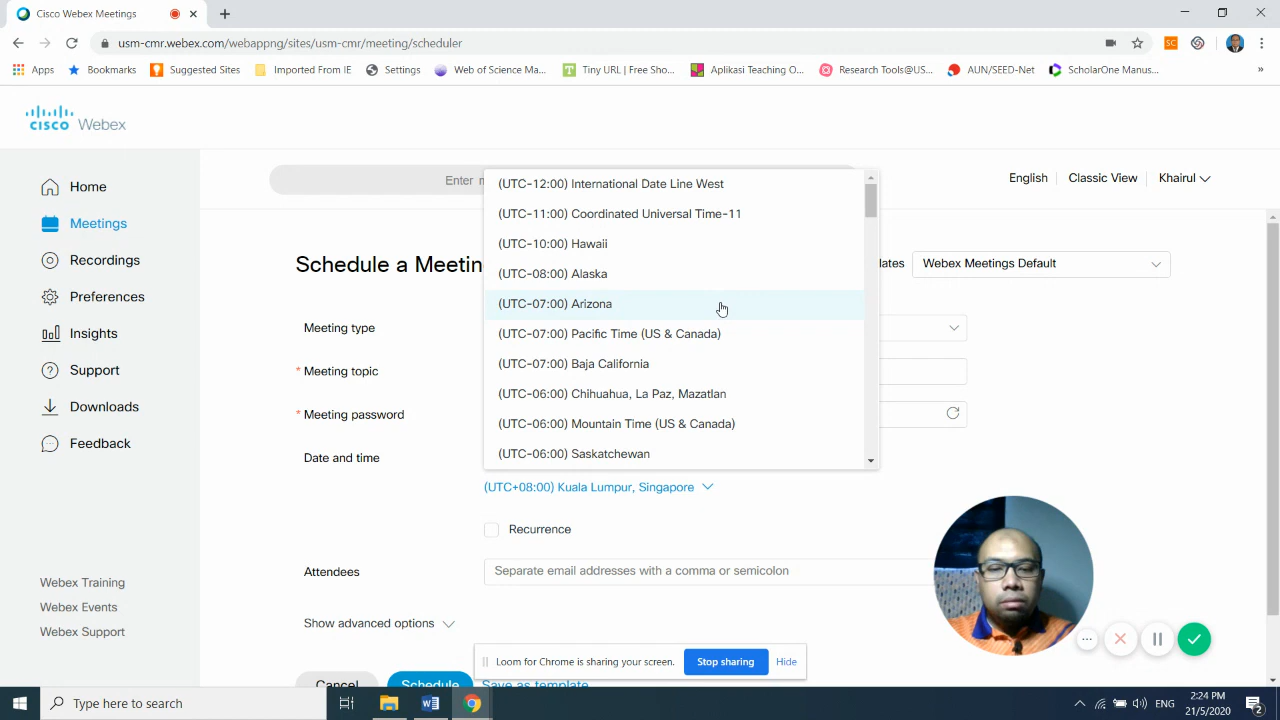 Cisco Webex Meetings
usm-cmr.webex.com/webappng/sites/usm-cmr/meeting/scheduler
SC
Apps
Bookmarks
Suggested Sites
Imported From IE
Settings
Web of Science Ma...
Tiny URL | Free Sho...
Aplikasi Teaching O...
Research Tools@US...
AUN/SEED-Net
ScholarOne Manus...
»
CISCO Webex
Home
Meetings
Recordings
Preferences
Insights
Support
Downloads
Feedback
Webex Training
Webex Events
Webex Support
Enter
English
Classic View
Khairul
Schedule a Meetin
lates
Webex Meetings Default
Meeting type
* Meeting topic
* Meeting password
Date and time
(UTC-12:00) International Date Line West
(UTC-11:00) Coordinated Universal Time-11
(UTC-10:00) Hawaii
(UTC-08:00) Alaska
(UTC-07:00) Arizona
(UTC-07:00) Pacific Time (US & Canada)
(UTC-07:00) Baja California
(UTC-06:00) Chihuahua, La Paz, Mazatlan
(UTC-06:00) Mountain Time (US & Canada)
(UTC-06:00) Saskatchewan
(UTC+08:00) Kuala Lumpur, Singapore
Recurrence
Attendees
Separate email addresses with a comma or semicolon
Show advanced options
Loom for Chrome is sharing your screen.
Stop sharing
Hide
Cancel
Schedule
Save as template
Type here to search
ENG
2:24 PM
21/5/2020
2